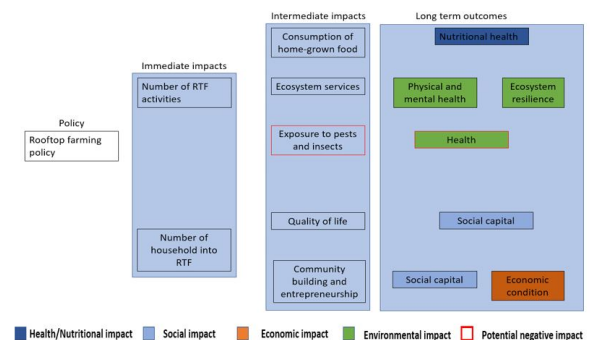 Intermediate impacts
Long term outcomes
Consumption of
home-grown food
Nutritional health
Immediate impacts
Number of RTF
activities
Ecosystem services
Physical and
mental health
Ecosystem
resilience
Policy
Rooftop farming
policy
Exposure to pests
and insects
Health
Quality of life
Social capital
Number of
household into RTF
Community
building and
entrepreneurship
Social capital
Economic
condition
Health/Nutritional impact
Social impact
Economic impact
Environmental impact
Potential negative impact